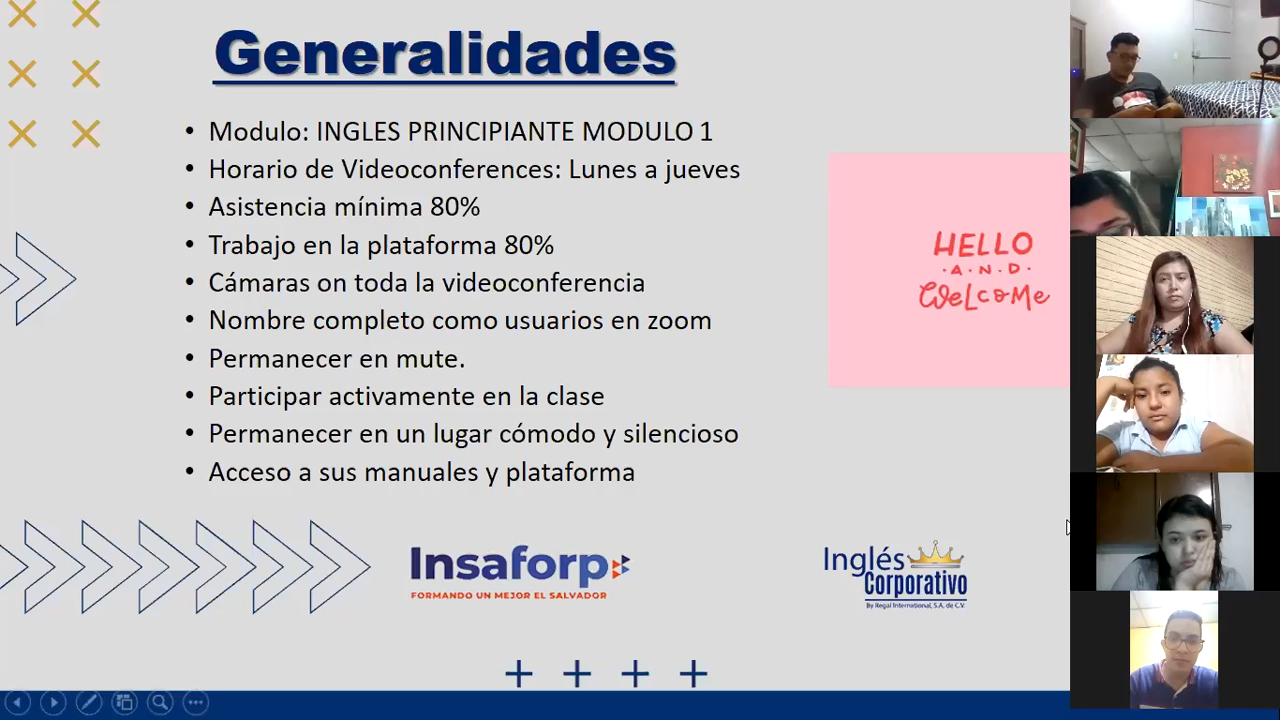 Generalidades
• Modulo: INGLES PRINCIPIANTE MODULO 1
• Horario de Videoconferences: Lunes a jueves
• Asistencia mínima 80%
• Trabajo en la plataforma 80%
• Cámaras on toda la videoconferencia
• Nombre completo como usuarios en zoom
• Permanecer en mute.
• Participar activamente en la clase
• Permanecer en un lugar cómodo y silencioso
• Acceso a sus manuales y plataforma
HELLO
·A·N·D·
WeLcoMe
Insaforp
FORMANDO UN MEJOR EL SALVADOR
Inglés
Corporativo
By Regal International, S.A. de C.V.